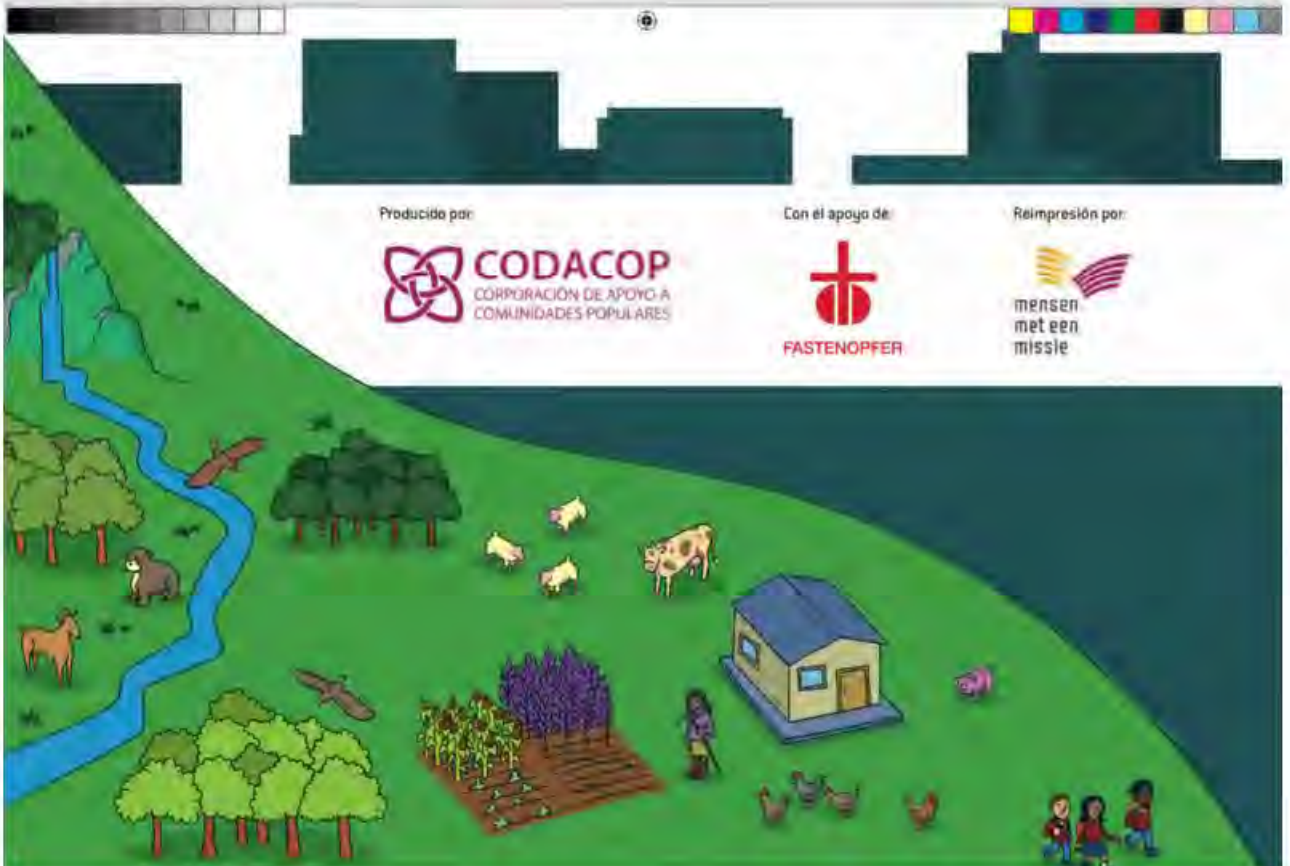 Producido por:
CODACOP
CORPORACIÓN DE APOYO A
COMUNIDADES POPULARES
Con el apoyo de:
FASTENOPFER
Reimpresión por:
mensen
met een
missie